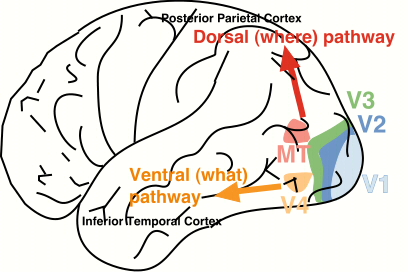 Posterior Parietal Cortex
Dorsal (where) pathway
V3
V2
MT
Ventral (what)
pathway
V1
V4
Inferior Temporal Cortex